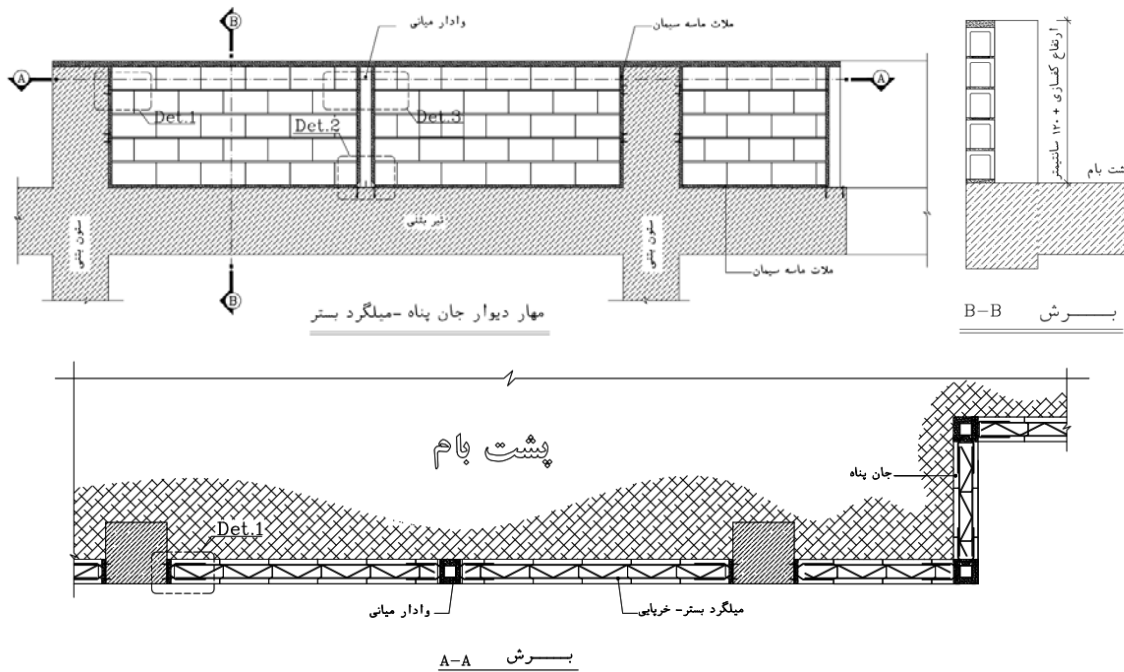 B
وادار میانی
ملات ماسه سیمان
A
A
Det.1
Det.2
Det.3
ستون بتنی
تیر بتنی
ستون بتنی
B
ملات ماسه سیمان
مهار دیوار جان پناه -میلگرد بستر
ارتفاع کفسازی + ۱۲۰ سانتیمتر
شت بام
برش B-B
پشت بام
جان پناه
Det.1
وادار میانی
میلگرد بستر- خرپایی
برش A-A